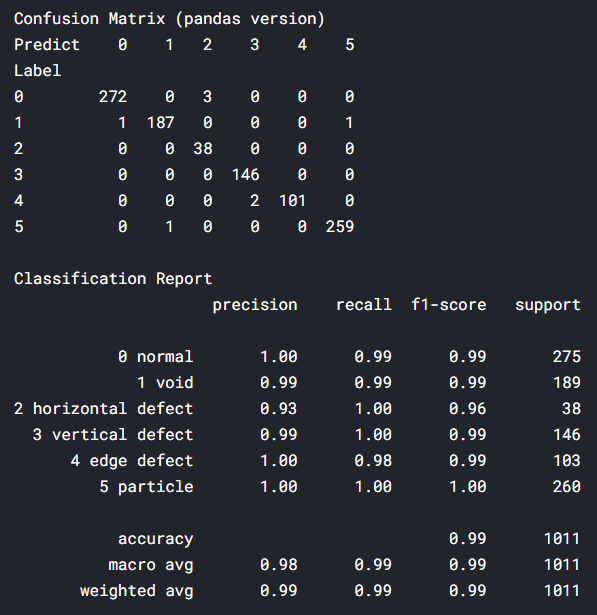 Confusion Matrix (pandas version)
Predict    0    1   2    3    4    5
Label
0        272    0   3    0    0    0
1          1  187   0    0    0    1
2          0    0  38    0    0    0
3          0    0   0  146    0    0
4          0    0   0    2  101    0
5          0    1   0    0    0  259
Classification Report
                     precision    recall  f1-score   support
           0 normal       1.00      0.99      0.99       275
             1 void       0.99      0.99      0.99       189
2 horizontal defect       0.93      1.00      0.96        38
  3 vertical defect       0.99      1.00      0.99       146
      4 edge defect       1.00      0.98      0.99       103
         5 particle       1.00      1.00      1.00       260
           accuracy                           0.99      1011
          macro avg       0.98      0.99      0.99      1011
       weighted avg       0.99      0.99      0.99      1011